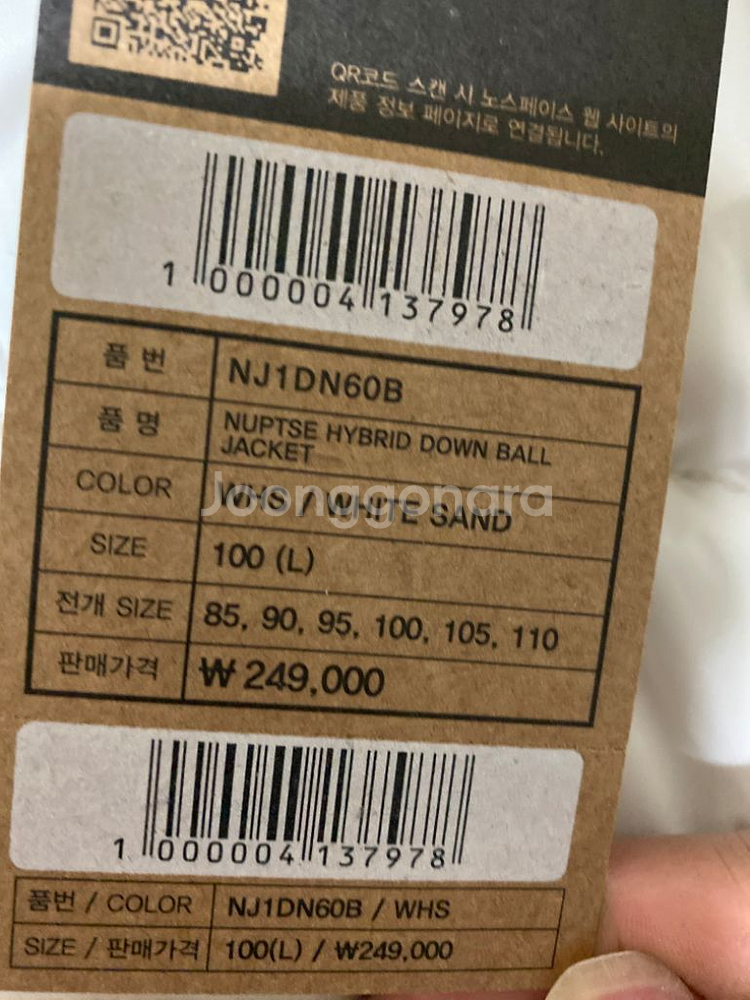 QR코드 스캔 시 노스페이스 웹 사이트의
제품 정보 페이지로 연결됩니다.
1 000004 137978
품 번 NJ1DN60B
품 명 NUPTSE HYBRID DOWN BALL
JACKET
COLOR WHS / WHITE SAND
Joonggonara
SIZE 100 (L)
전개 SIZE 85, 90, 95, 100, 105, 110
판매가격 ₩ 249,000
1 000004 137978
품번 / COLOR NJ1DN60B / WHS
SIZE / 판매가격 100(L) / ₩249,000